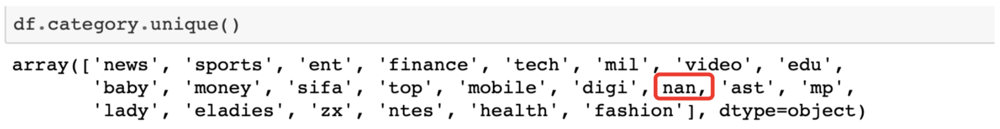 df.category.unique()
array(['news', 'sports', 'ent', 'finance', 'tech', 'mil', 'video', 'edu',
'baby', 'money', 'sifa', 'top', 'mobile', 'digi', nan, 'ast', 'mp',
'lady', 'eladies', 'zx', 'ntes', 'health', 'fashion'], dtype=object)